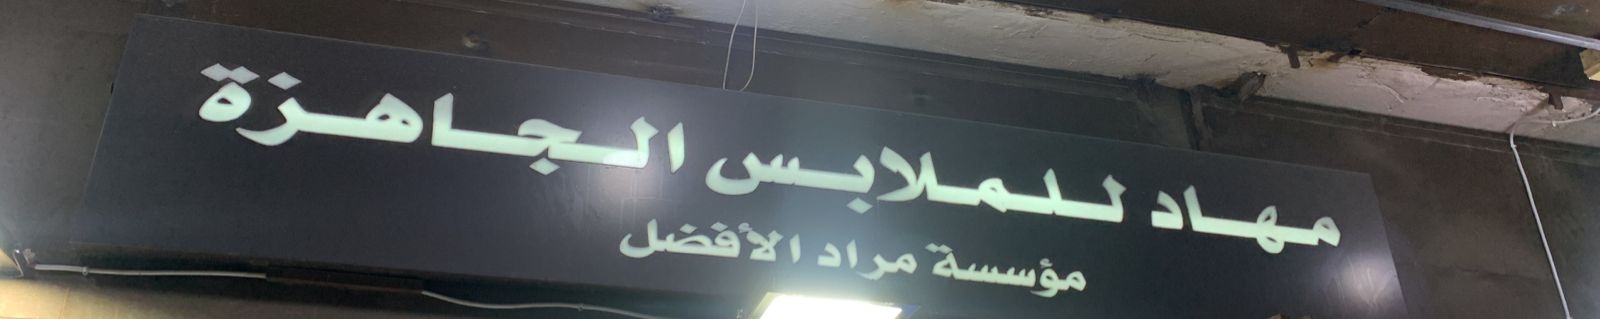 مهاد للملابس الجاهزة
مؤسسة مراد الأفضل